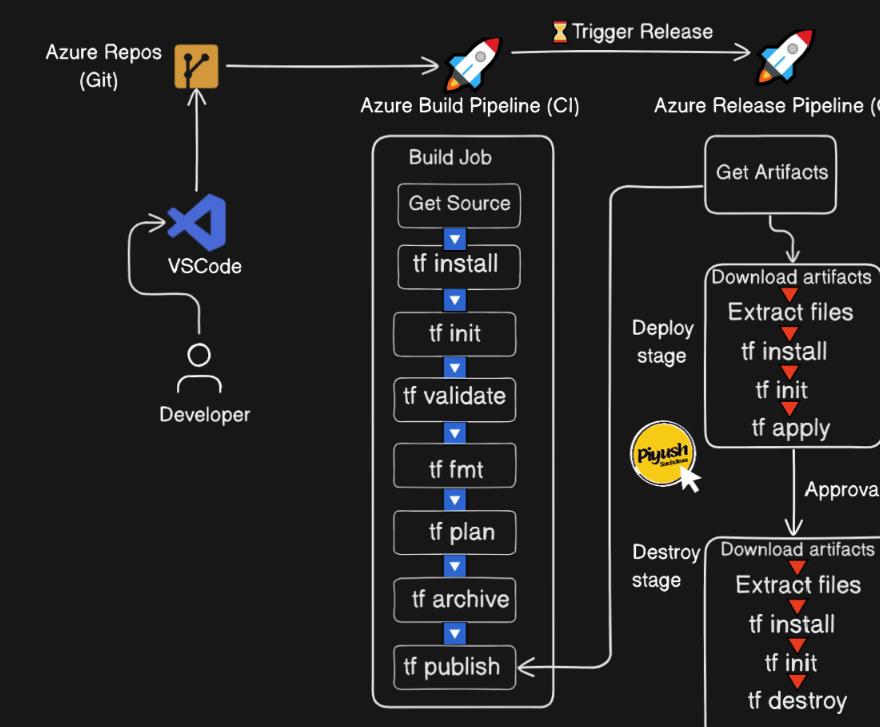 Azure Repos
(Git)
Trigger Release
Azure Build Pipeline (CI)
Azure Release Pipeline (
Build Job
Get Source
tf install
tf init
tf validate
tf fmt
tf plan
tf archive
tf publish
VSCode
Developer
Get Artifacts
Deploy
stage
Download artifacts
Extract files
tf install
tf init
tf apply
Piyush
Sachdeva
Approva
Destroy
stage
Download artifacts
Extract files
tf install
tf init
tf destroy